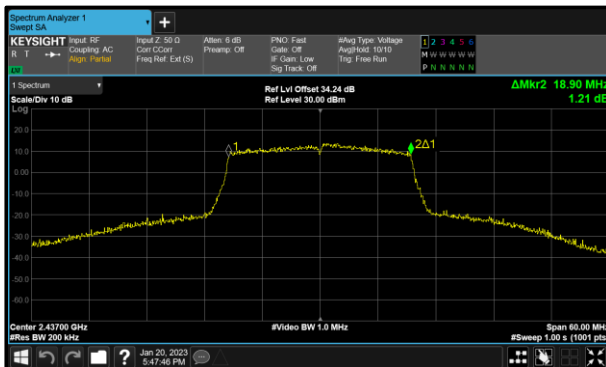 Spectrum Analyzer 1
Swept SA
+
KEYSIGHT
R T
Input: RF
Coupling: AC
Align: Partial
Input Z: 50 Ω
Corr CCorr
Freq Ref: Ext (S)
Atten: 6 dB
Preamp: Off
PNO: Fast
Gate: Off
IF Gain: Low
Sig Track: Off
#Avg Type: Voltage
Avg|Hold: 10/10
Trig: Free Run
1 2 3 4 5 6
M W W W W W
P N N N N N
1 Spectrum
Scale/Div 10 dB
Ref Lvl Offset 34.24 dB
Ref Level 30.00 dBm
ΔMkr2 18.90 MHz
1.21 dB
Log
20.0
10.0
0.00
-10.0
-20.0
-30.0
-40.0
-50.0
-60.0
1
2Δ1
Center 2.43700 GHz
#Res BW 200 kHz
#Video BW 1.0 MHz
Span 60.00 MHz
#Sweep 1.00 s (1001 pts)
?
Jan 20, 2023
5:47:46 PM